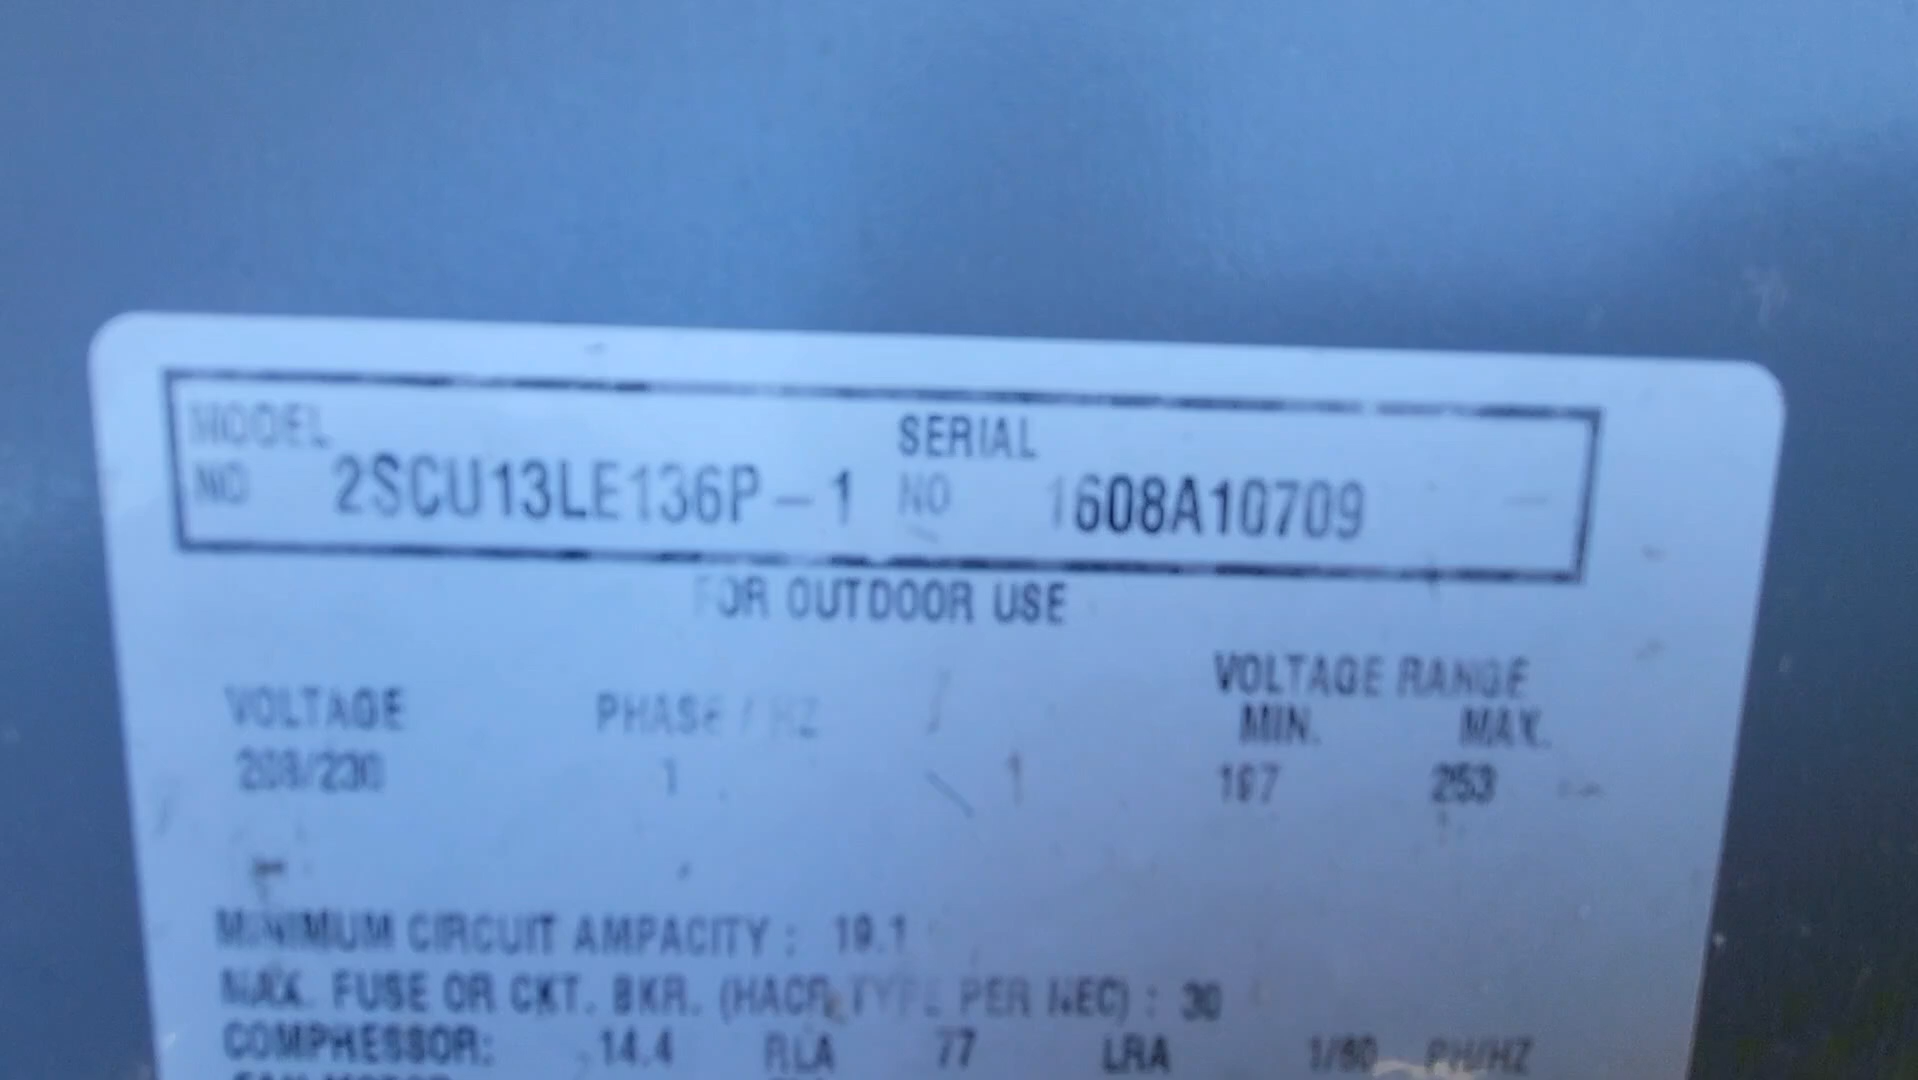 MODEL SERIAL
NO 2SCU13LE136P-1 NO 1608A10709
FOR OUTDOOR USE
VOLTAGE PHASE / HZ VOLTAGE RANGE
MIN. MAX.
208/230 1 1 197 253
MINIMUM CIRCUIT AMPACITY : 19.1
MAX. FUSE OR CKT. BKR. (HACR TYPE PER NEC) : 30
COMPRESSOR: 14.4 RLA 77 LRA 1/60 PH/HZ